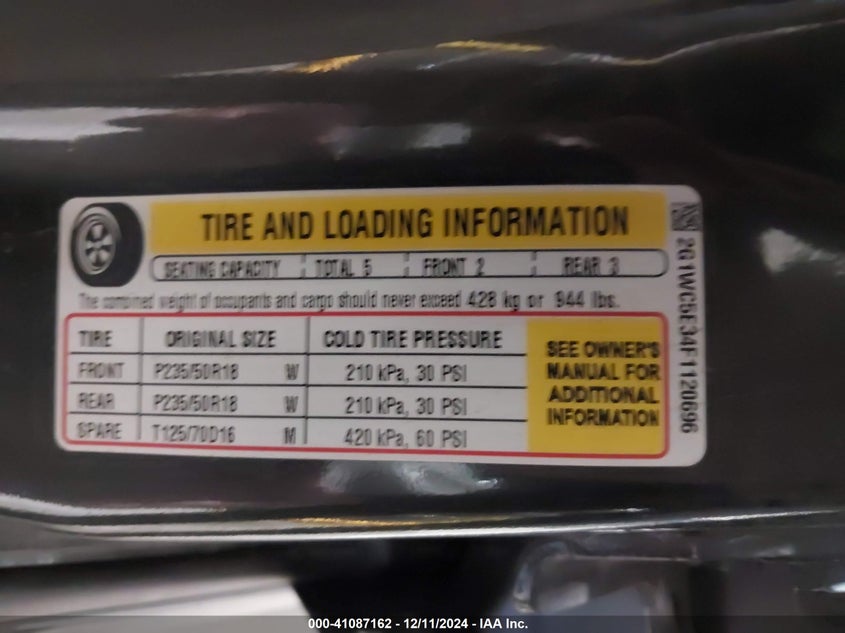 TIRE AND LOADING INFORMATION
SEATING CAPACITY TOTAL 5 FRONT 2 REAR 3
The combined weight of occupants and cargo should never exceed 428 kg or 944 lbs.
TIRE ORIGINAL SIZE COLD TIRE PRESSURE
FRONT P235/50R18 W 210 kPa, 30 PSI
REAR P235/50R18 W 210 kPa, 30 PSI
SPARE T125/70D16 M 420 kPa, 60 PSI
SEE OWNER'S
MANUAL FOR
ADDITIONAL
INFORMATION
2G1WC5E34F1120696
000-41087162 - 12/11/2024 - IAA Inc.